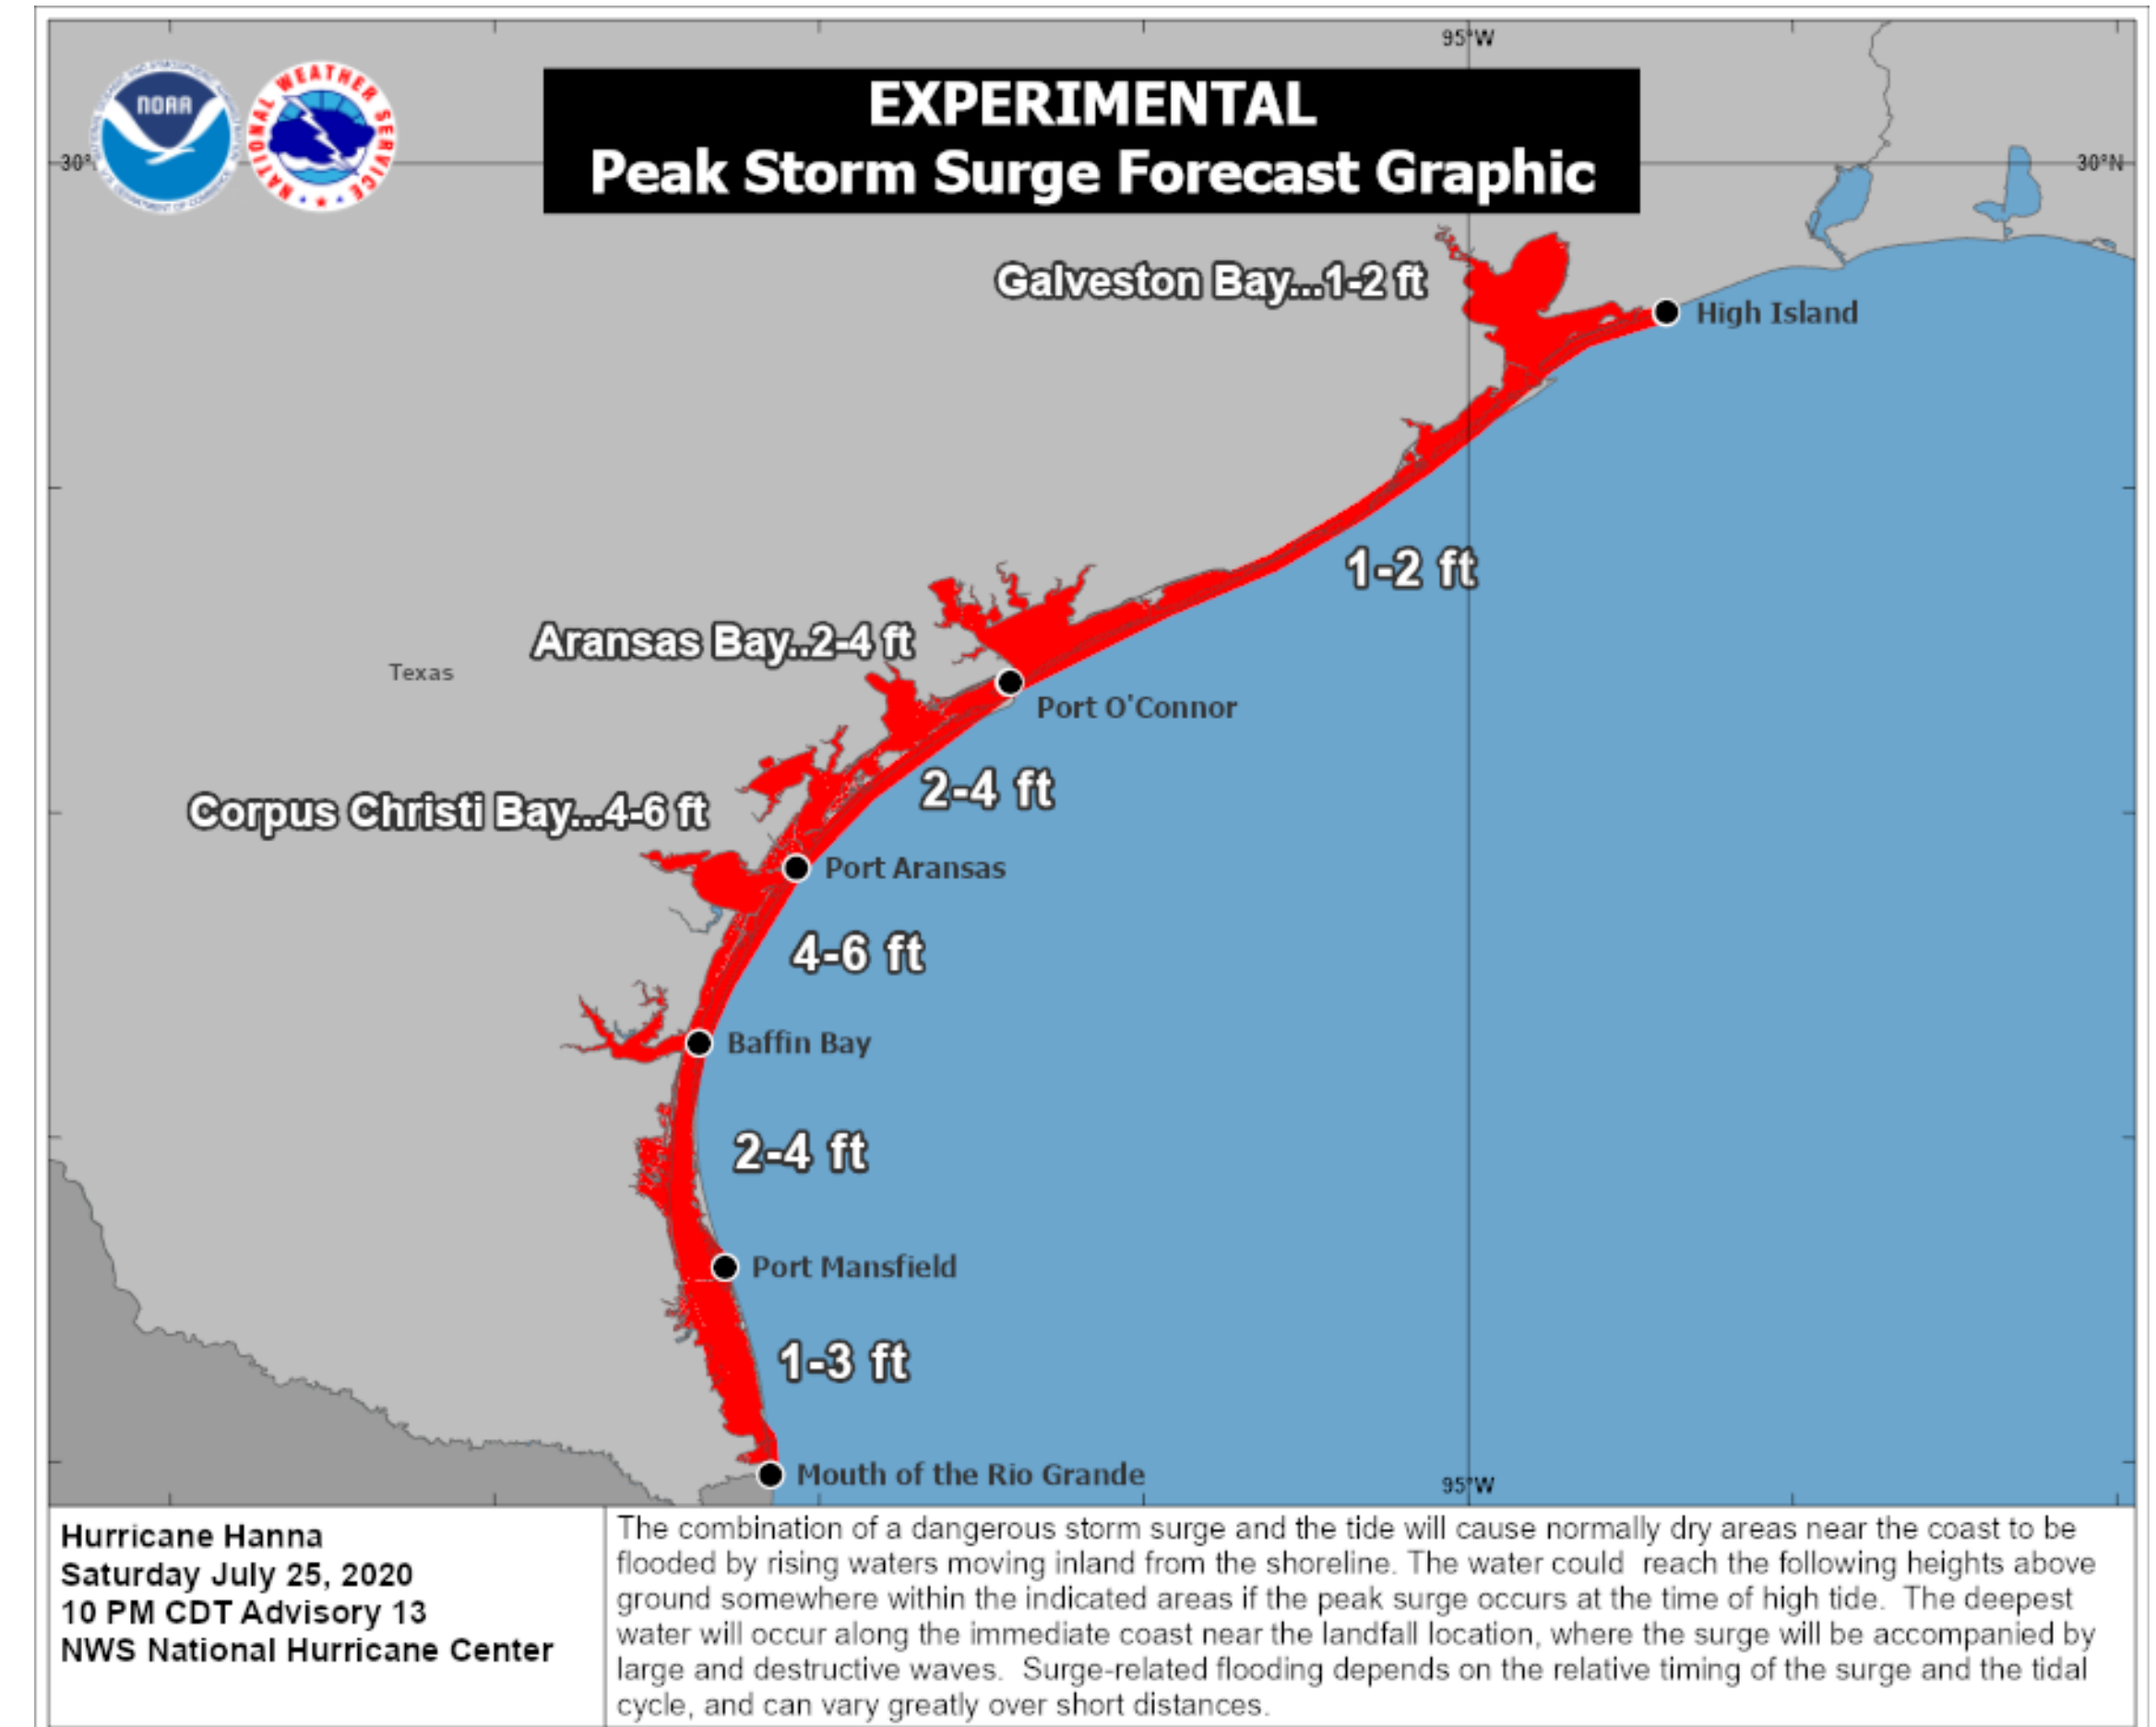 95°W
EXPERIMENTAL
Peak Storm Surge Forecast Graphic
NOAA
NATIONAL WEATHER SERVICE
30°
30°N
Galveston Bay...1-2 ft
High Island
1-2 ft
Aransas Bay..2-4 ft
Texas
Port O'Connor
2-4 ft
Corpus Christi Bay...4-6 ft
Port Aransas
4-6 ft
Baffin Bay
2-4 ft
Port Mansfield
1-3 ft
Mouth of the Rio Grande
95°W
Hurricane Hanna
Saturday July 25, 2020
10 PM CDT Advisory 13
NWS National Hurricane Center
The combination of a dangerous storm surge and the tide will cause normally dry areas near the coast to be
flooded by rising waters moving inland from the shoreline. The water could  reach the following heights above
ground somewhere within the indicated areas if the peak surge occurs at the time of high tide.  The deepest
water will occur along the immediate coast near the landfall location, where the surge will be accompanied by
large and destructive waves.  Surge-related flooding depends on the relative timing of the surge and the tidal
cycle, and can vary greatly over short distances.